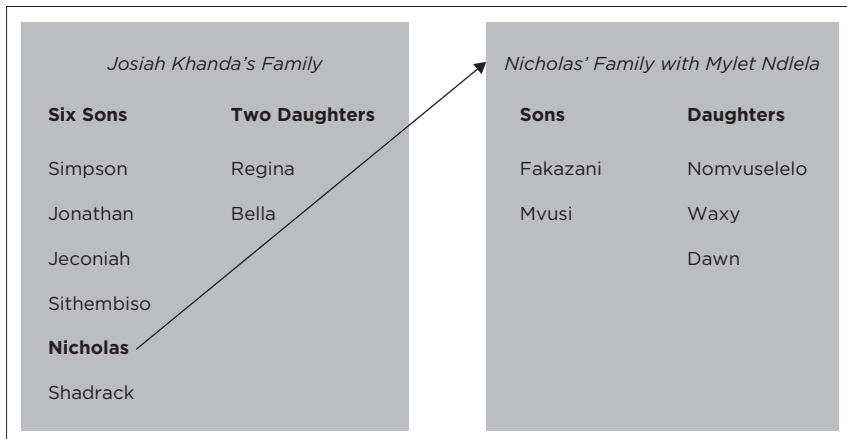 Josiah Khanda's Family
Six Sons Two Daughters
Simpson Regina
Jonathan Bella
Jeconiah
Sithembiso
Nicholas
Shadrack
Nicholas' Family with Mylet Ndlela
Sons Daughters
Fakazani Nomvuselelo
Mvusi Waxy
Dawn